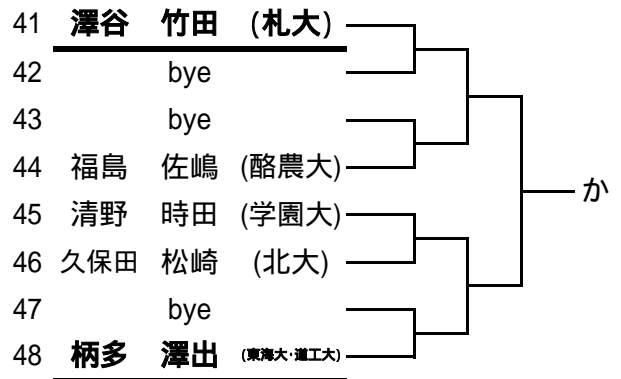 41 澤谷 竹田 (札大)
42 bye
43 bye
44 福島 佐嶋 (酪農大)
45 清野 時田 (学園大)
46 久保田 松崎 (北大)
47 bye
48 柄多 澤出 (東海大・道工大)
か